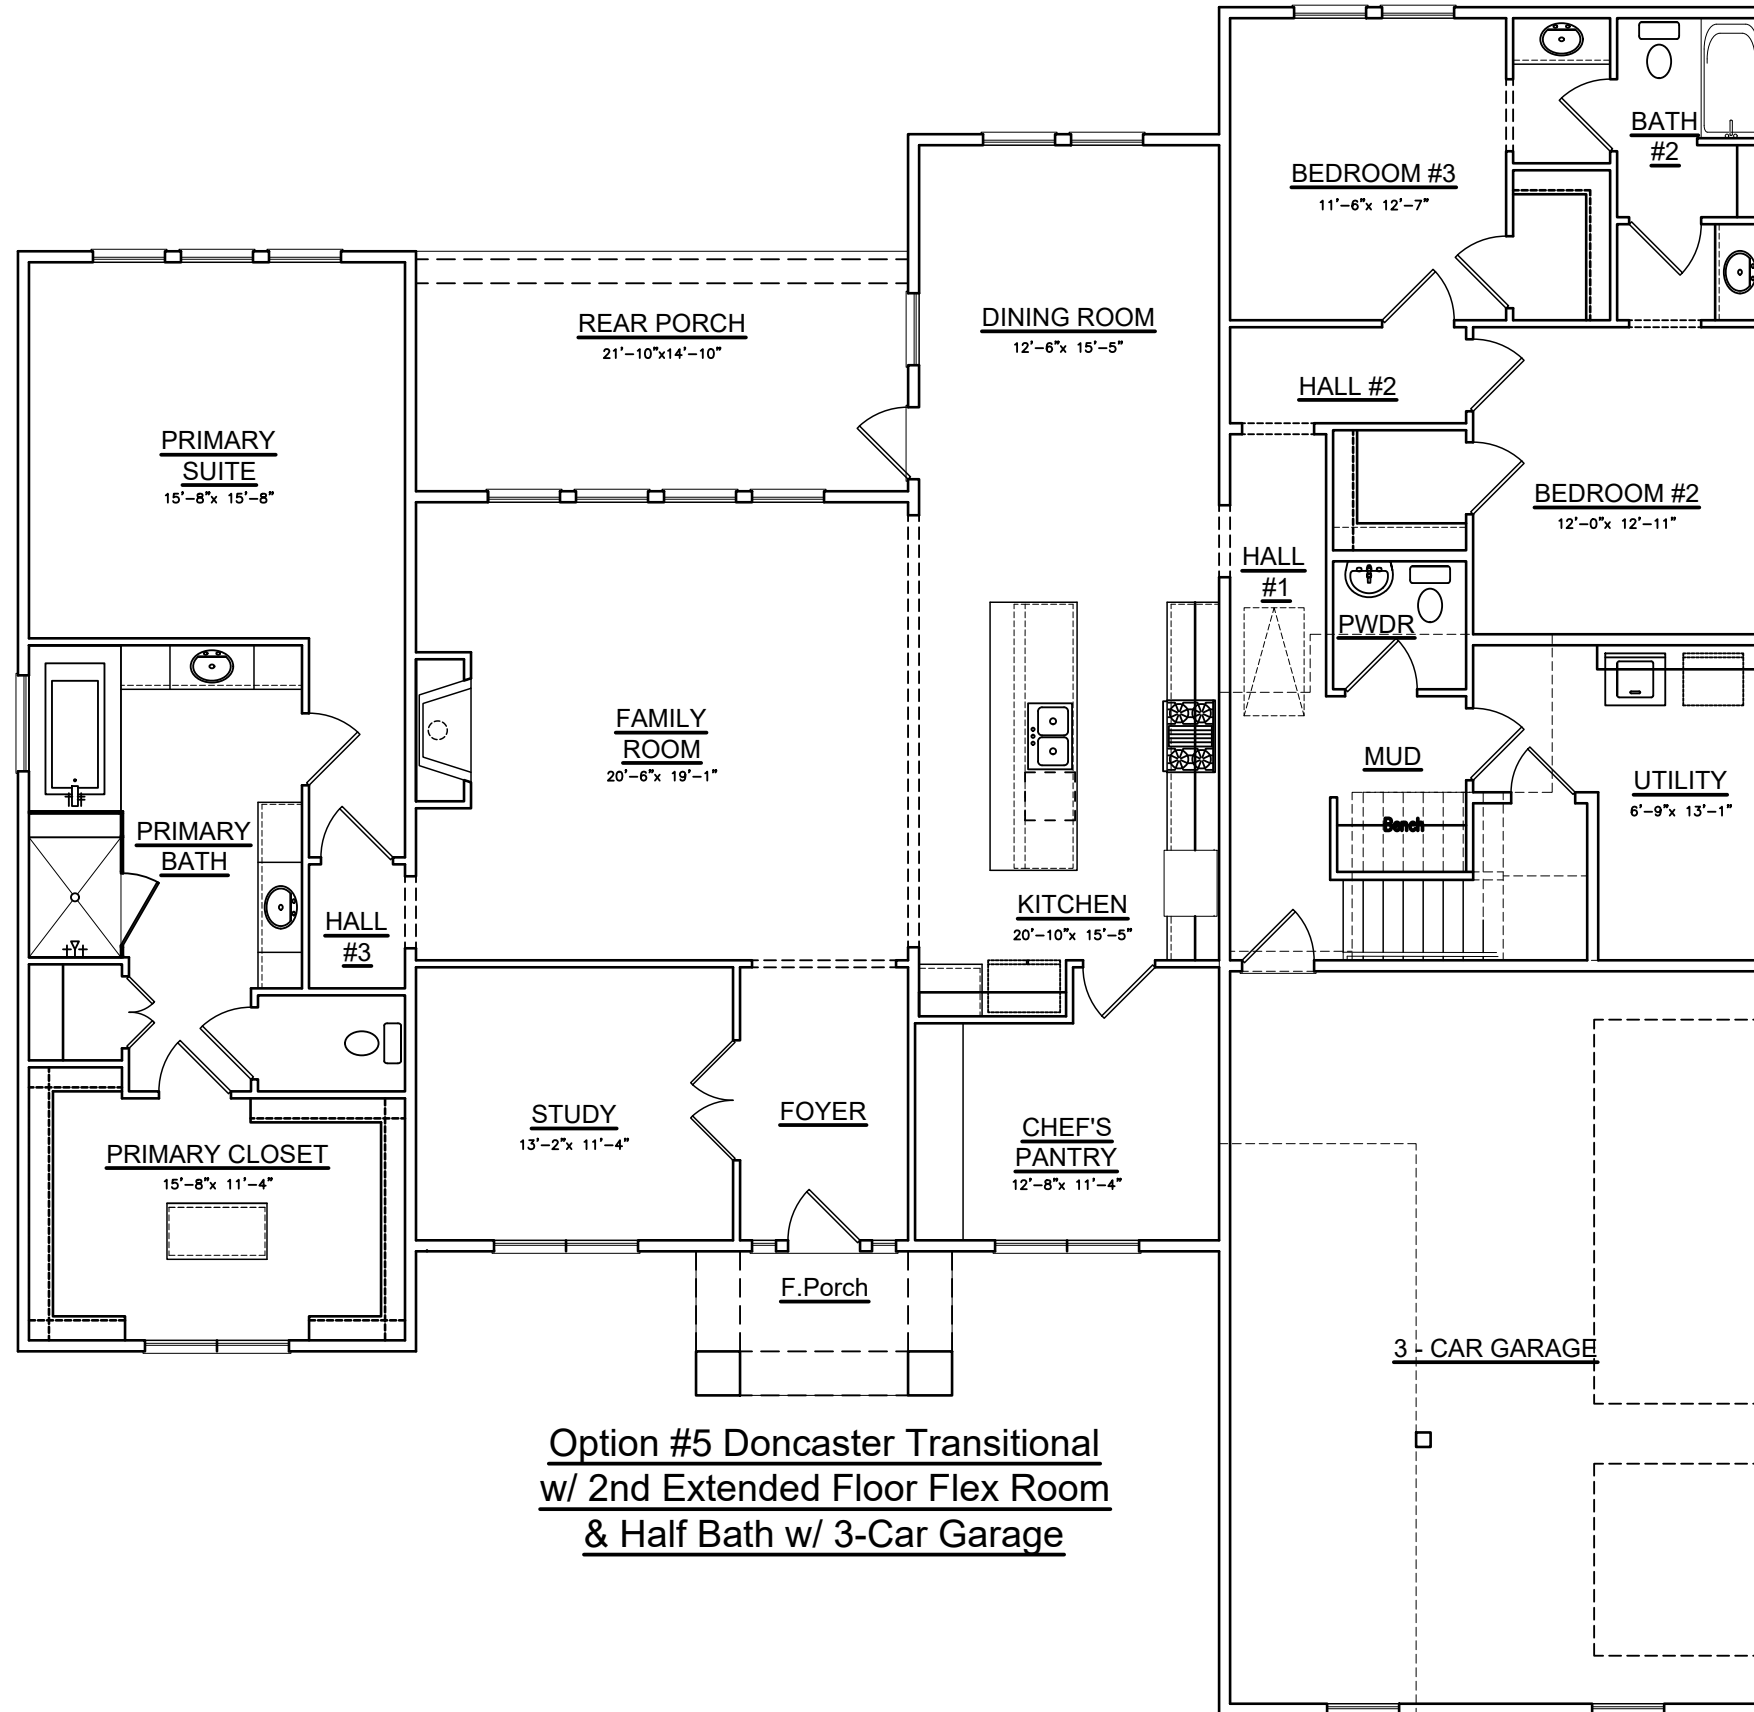 BATH
#2
BEDROOM #3
11'-6"x 12'-7"
REAR PORCH
21'-10"x14'-10"
DINING ROOM
12'-6"x 15'-5"
HALL #2
PRIMARY
SUITE
15'-8"x 15'-8"
BEDROOM #2
12'-0"x 12'-11"
HALL
#1
PWDR
FAMILY
ROOM
20'-6"x 19'-1"
MUD
UTILITY
6'-9"x 13'-1"
Bench
PRIMARY
BATH
HALL
#3
KITCHEN
20'-10"x 15'-5"
STUDY
13'-2"x 11'-4"
FOYER
CHEF'S
PANTRY
12'-8"x 11'-4"
PRIMARY CLOSET
15'-8"x 11'-4"
F.Porch
3 - CAR GARAGE
Option #5 Doncaster Transitional
w/ 2nd Extended Floor Flex Room
& Half Bath w/ 3-Car Garage